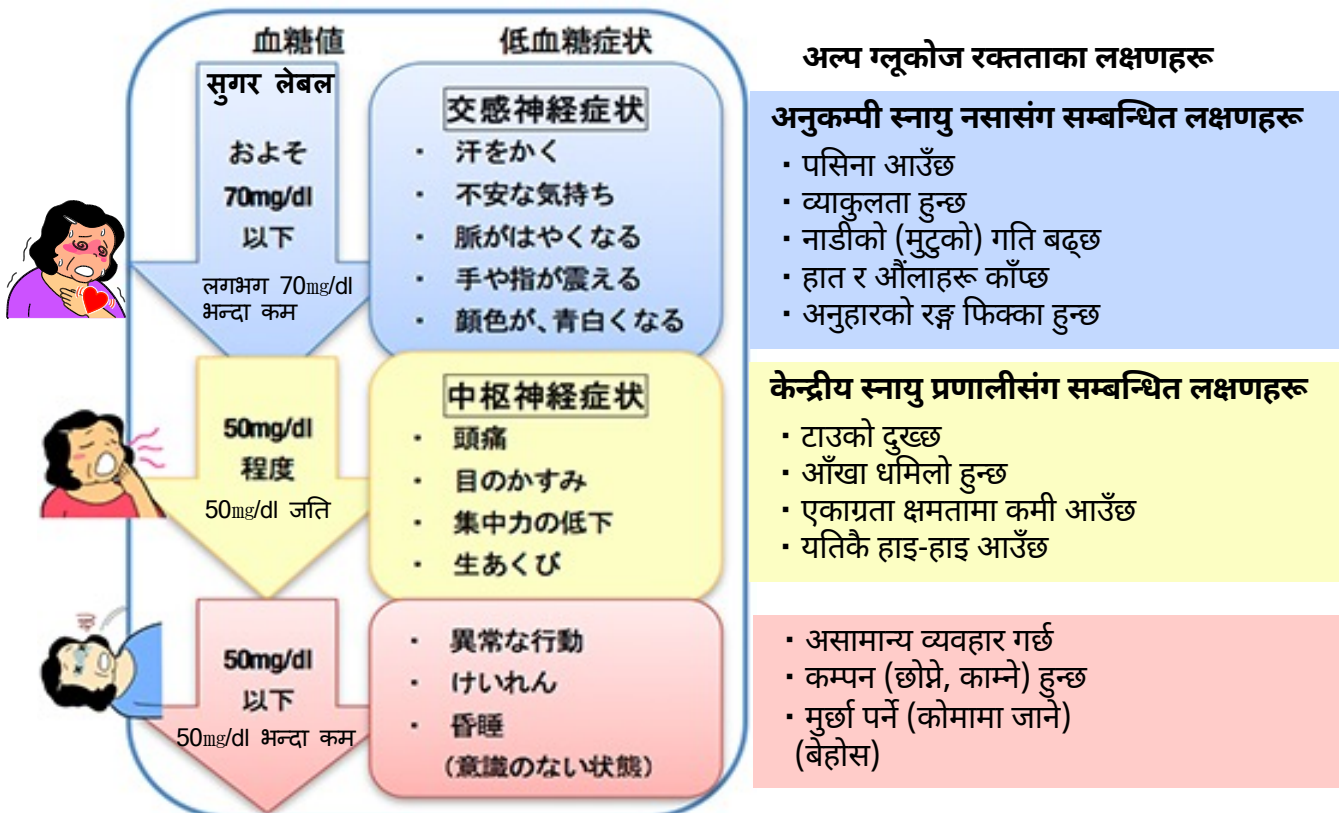 血糖値
低血糖症状
अल्प ग्लूकोज रक्तताका लक्षणहरू
सुगर लेबल
およそ
70mg/dl
以下
लगभग 70mg/dl
भन्दा कम
交感神経症状
・ 汗をかく
・ 不安な気持ち
・ 脈がはやくなる
・ 手や指が震える
・ 顔色が、青白くなる
अनुकम्पी स्नायु नसासंग सम्बन्धित लक्षणहरू
・पसिना आउँछ
・व्याकुलता हुन्छ
・नाडीको (मुटुको) गति बढ्छ
・हात र औंलाहरू काँप्छ
・अनुहारको रङ्ग फिक्का हुन्छ
50mg/dl
程度
50mg/dl जति
中枢神経症状
・ 頭痛
・ 目のかすみ
・ 集中力の低下
・ 生あくび
केन्द्रीय स्नायु प्रणालीसंग सम्बन्धित लक्षणहरू
・टाउको दुख्छ
・आँखा धमिलो हुन्छ
・एकाग्रता क्षमतामा कमी आउँछ
・यतिकै हाइ-हाइ आउँछ
50mg/dl
以下
50mg/dl भन्दा कम
・ 異常な行動
・ けいれん
・ 昏睡
(意識のない状態)
・असामान्य व्यवहार गर्छ
・कम्पन (छोप्ने, काम्ने) हुन्छ
・मुर्छा पर्ने (कोमामा जाने)
(बेहोस)